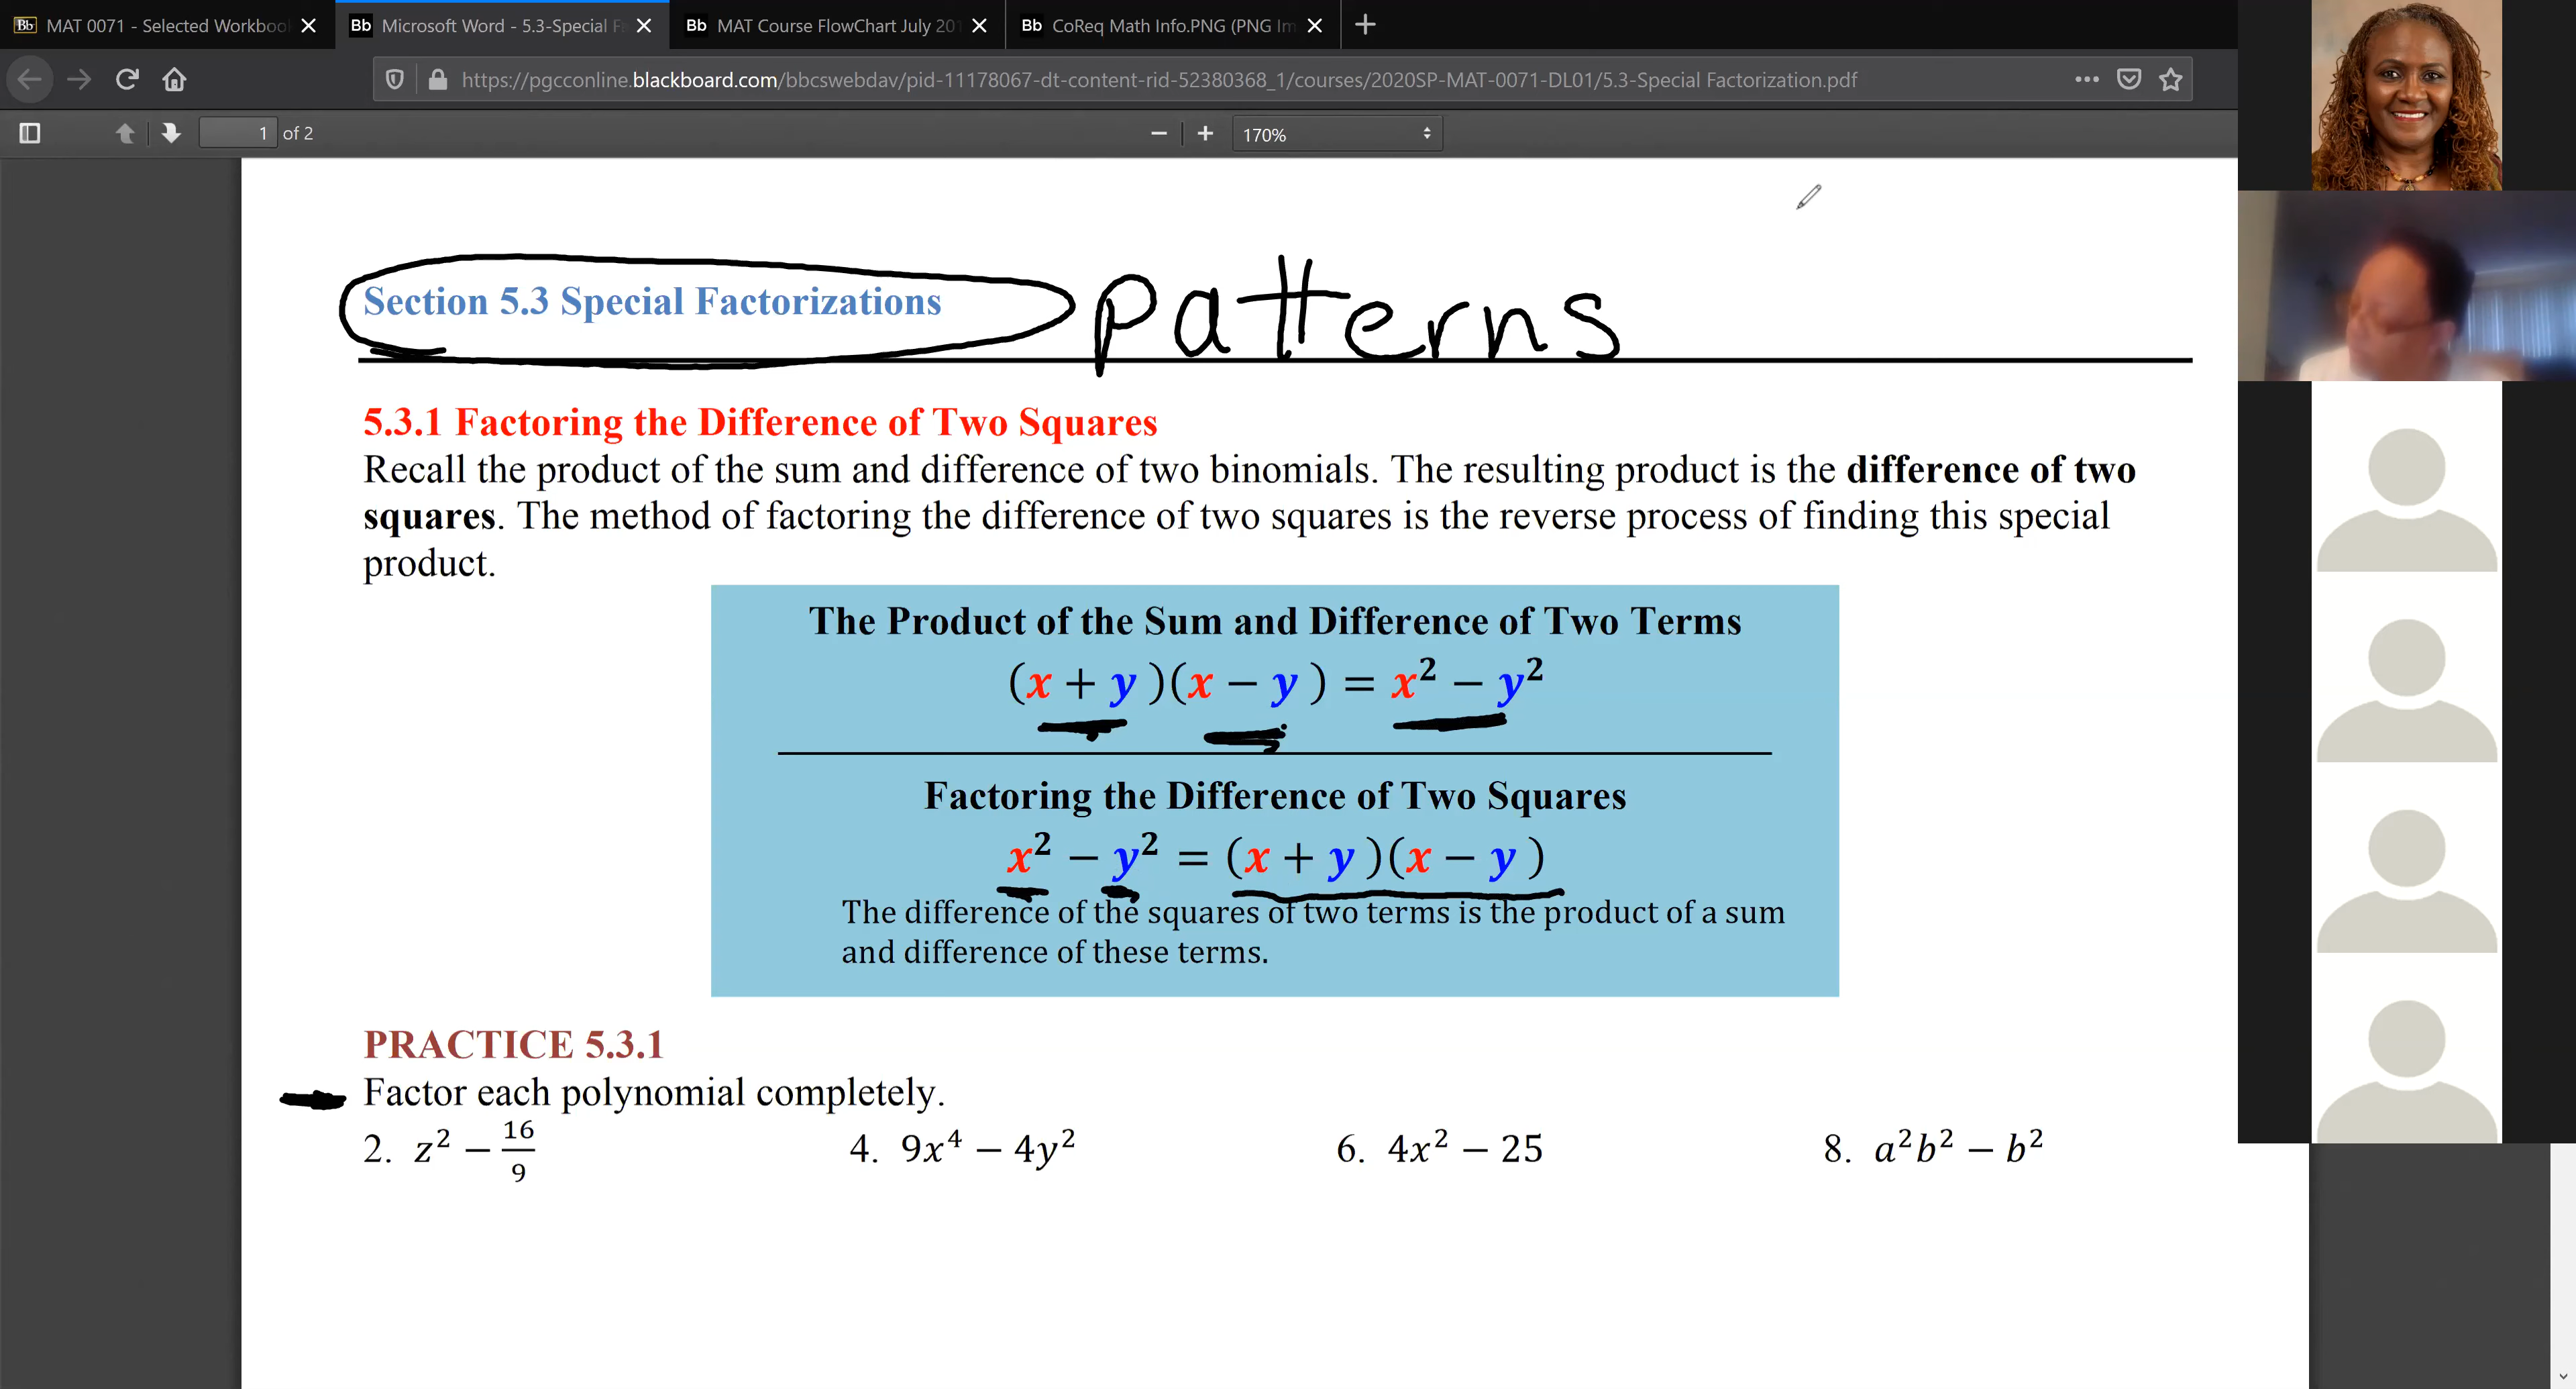 MAT 0071 - Selected Workbook
Microsoft Word - 5.3-Special F
MAT Course FlowChart July 201
CoReq Math Info.PNG (PNG Im
https://pgcconline.blackboard.com/bbcswebdav/pid-11178067-dt-content-rid-52380368_1/courses/2020SP-MAT-0071-DL01/5.3-Special Factorization.pdf
1 of 2
170%
Section 5.3 Special Factorizations patterns
5.3.1 Factoring the Difference of Two Squares
Recall the product of the sum and difference of two binomials. The resulting product is the difference of two
squares. The method of factoring the difference of two squares is the reverse process of finding this special
product.
The Product of the Sum and Difference of Two Terms
(x + y)(x − y) = x² − y²
Factoring the Difference of Two Squares
x² − y² = (x + y)(x − y)
The difference of the squares of two terms is the product of a sum
and difference of these terms.
PRACTICE 5.3.1
Factor each polynomial completely.
2. z² − 16/9 4. 9x⁴ − 4y² 6. 4x² − 25 8. a²b² − b²